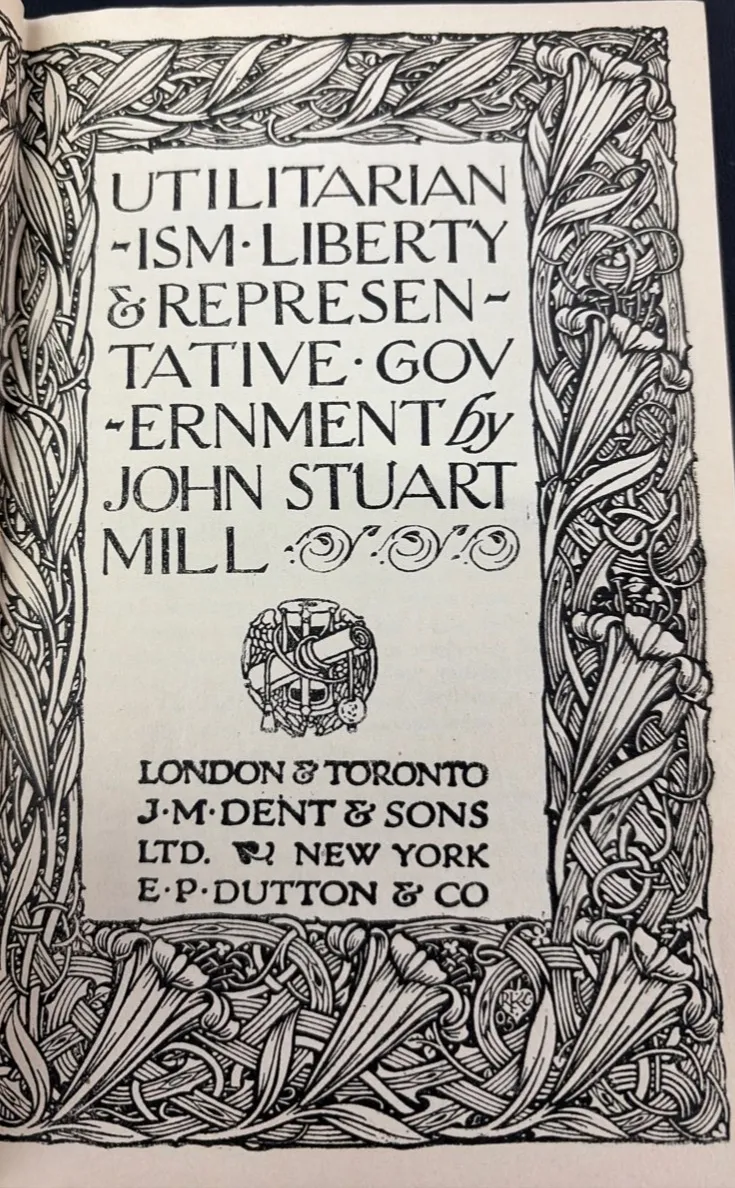 UTILITARIAN
-ISM·LIBERTY
& REPRESEN-
TATIVE·GOV
-ERNMENT by
JOHN STUART
MILL
LONDON & TORONTO
J·M·DENT & SONS
LTD. NEW YORK
E·P·DUTTON & CO